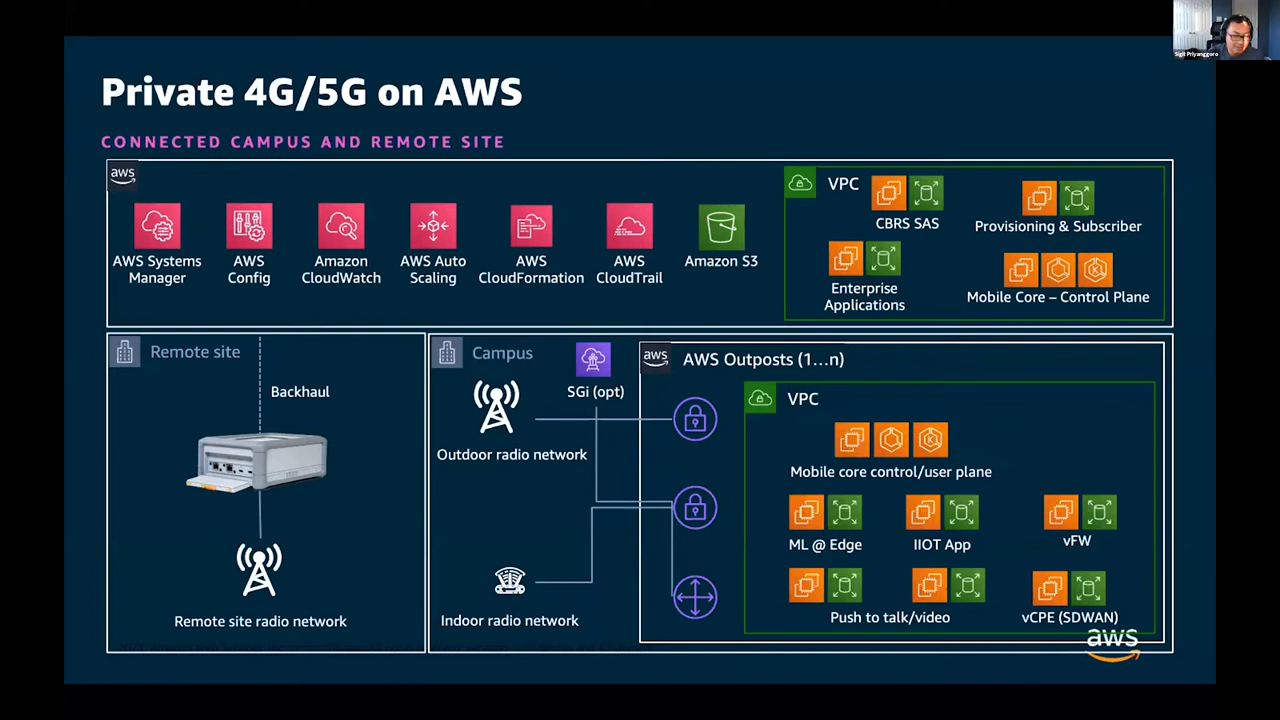 Sigit Priyanggoro
Private 4G/5G on AWS
CONNECTED CAMPUS AND REMOTE SITE
aws
VPC
CBRS SAS
Provisioning & Subscriber
AWS Systems
Manager
AWS
Config
Amazon
CloudWatch
AWS Auto
Scaling
AWS
CloudFormation
AWS
CloudTrail
Amazon S3
Enterprise
Applications
Mobile Core – Control Plane
Remote site
Backhaul
Remote site radio network
Campus
SGi (opt)
Outdoor radio network
Indoor radio network
aws
AWS Outposts (1...n)
VPC
Mobile core control/user plane
ML @ Edge
IIOT App
vFW
Push to talk/video
vCPE (SDWAN)
aws